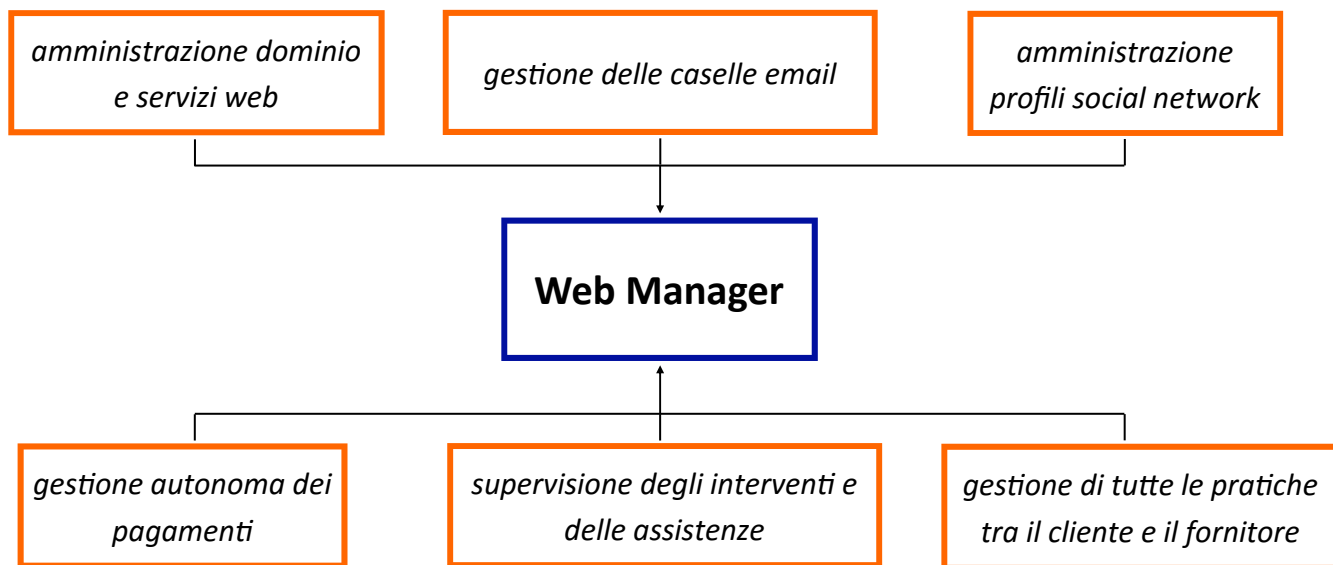 amministrazione dominio
e servizi web
gestione delle caselle email
amministrazione
profili social network
Web Manager
gestione autonoma dei
pagamenti
supervisione degli interventi e
delle assistenze
gestione di tutte le pratiche
tra il cliente e il fornitore